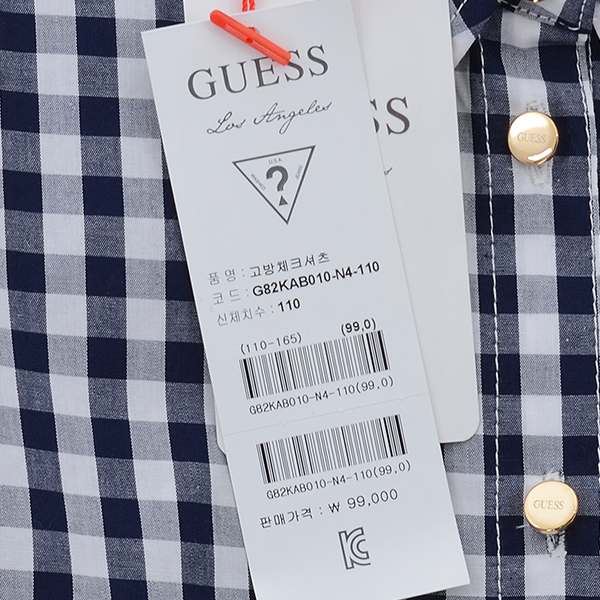 GUESS
Los Angeles
U.S.A.
?
품 명 : 고방체크셔츠
코 드 : G82KAB010-N4-110
신체치수 : 110
(110-165) (99,0)
G82KAB010-N4-110(99,0)
G82KAB010-N4-110(99,0)
판매가격 : ₩ 99,000
SS
GUESS
GUESS